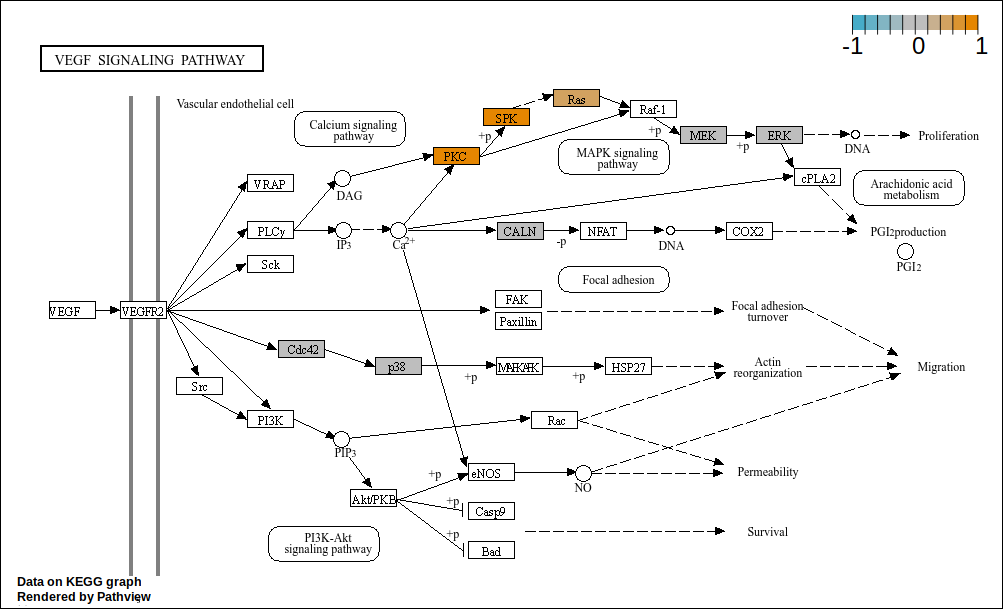 -1 0 1
VEGF SIGNALING PATHWAY
Vascular endothelial cell
Calcium signaling
pathway
SPK
Ras
Raf-1
+p
+p
MEK
+p
ERK
DNA
Proliferation
PKC
MAPK signaling
pathway
VRAP
DAG
cPLA2
Arachidonic acid
metabolism
PLCγ
IP3
Ca2+
CALN
-p
NFAT
DNA
COX2
PGI2production
PGI2
Sck
Focal adhesion
VEGF
VEGFR2
FAK
Paxillin
Focal adhesion
turnover
Cdc42
p38
+p
MAPKAPK
+p
HSP27
Actin
reorganization
Migration
Src
PI3K
Rac
PIP3
+p
eNOS
NO
Permeability
Akt/PKB
+p
Casp9
+p
Bad
Survival
PI3K-Akt
signaling pathway
Data on KEGG graph
Rendered by Pathview